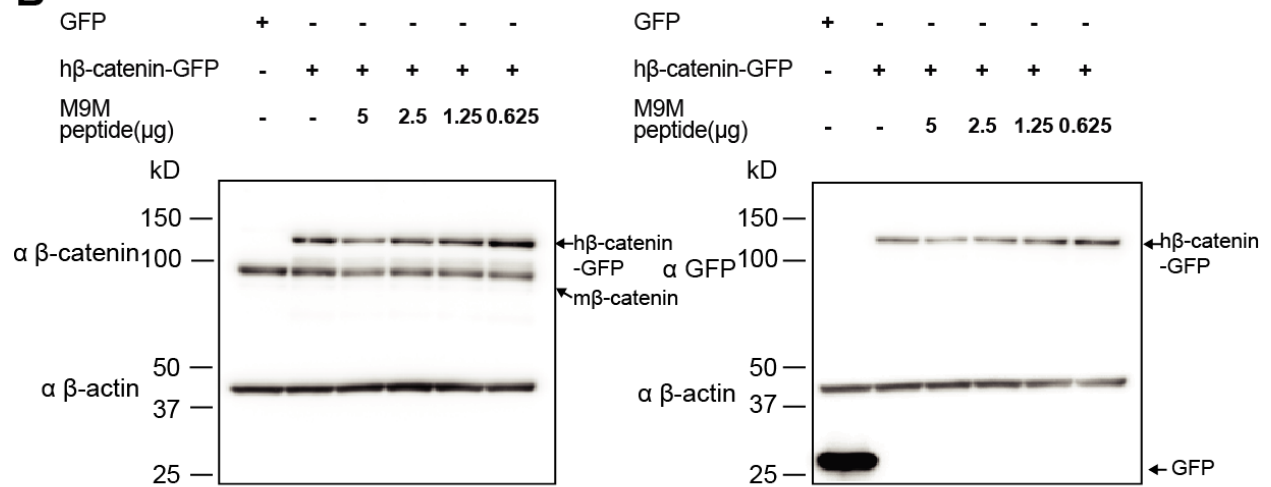 B
GFP + - - - - -
hβ-catenin-GFP - + + + + +
M9M
peptide(μg) - - 5 2.5 1.25 0.625
kD
150
α β-catenin 100
50
α β-actin
37
25
hβ-catenin
-GFP
mβ-catenin
GFP + - - - - -
hβ-catenin-GFP - + + + + +
M9M
peptide(μg) - - 5 2.5 1.25 0.625
kD
150
α GFP 100
50
α β-actin
37
25
hβ-catenin
-GFP
GFP